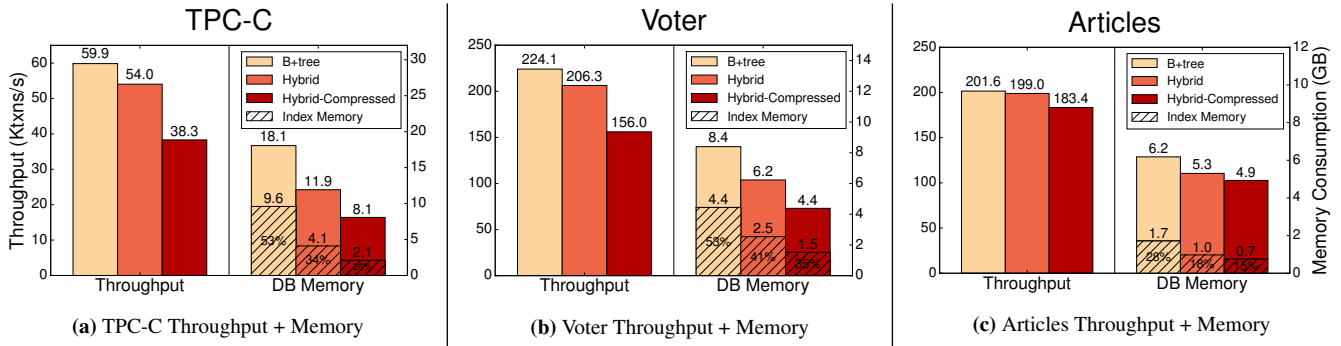 TPC-C
Throughput (Ktxns/s)
60
50
40
30
20
10
0
59.9
54.0
38.3
B+tree
Hybrid
Hybrid-Compressed
Index Memory
18.1
11.9
8.1
9.6
4.1
2.1
53%
34%
30
25
20
15
10
5
0
Throughput
DB Memory
(a) TPC-C Throughput + Memory
Voter
250
200
150
100
50
0
224.1
206.3
156.0
B+tree
Hybrid
Hybrid-Compressed
Index Memory
8.4
6.2
4.4
4.4
2.5
1.5
53%
41%
35%
14
12
10
8
6
4
2
0
Throughput
DB Memory
(b) Voter Throughput + Memory
Articles
250
200
150
100
50
0
201.6
199.0
183.4
B+tree
Hybrid
Hybrid-Compressed
Index Memory
6.2
5.3
4.9
1.7
1.0
0.7
28%
18%
15%
12
10
8
6
4
2
0
Memory Consumption (GB)
Throughput
DB Memory
(c) Articles Throughput + Memory